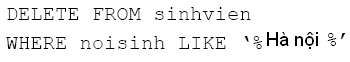 DELETE FROM sinhvien
WHERE noisinh LIKE ‘%Hà nội %’